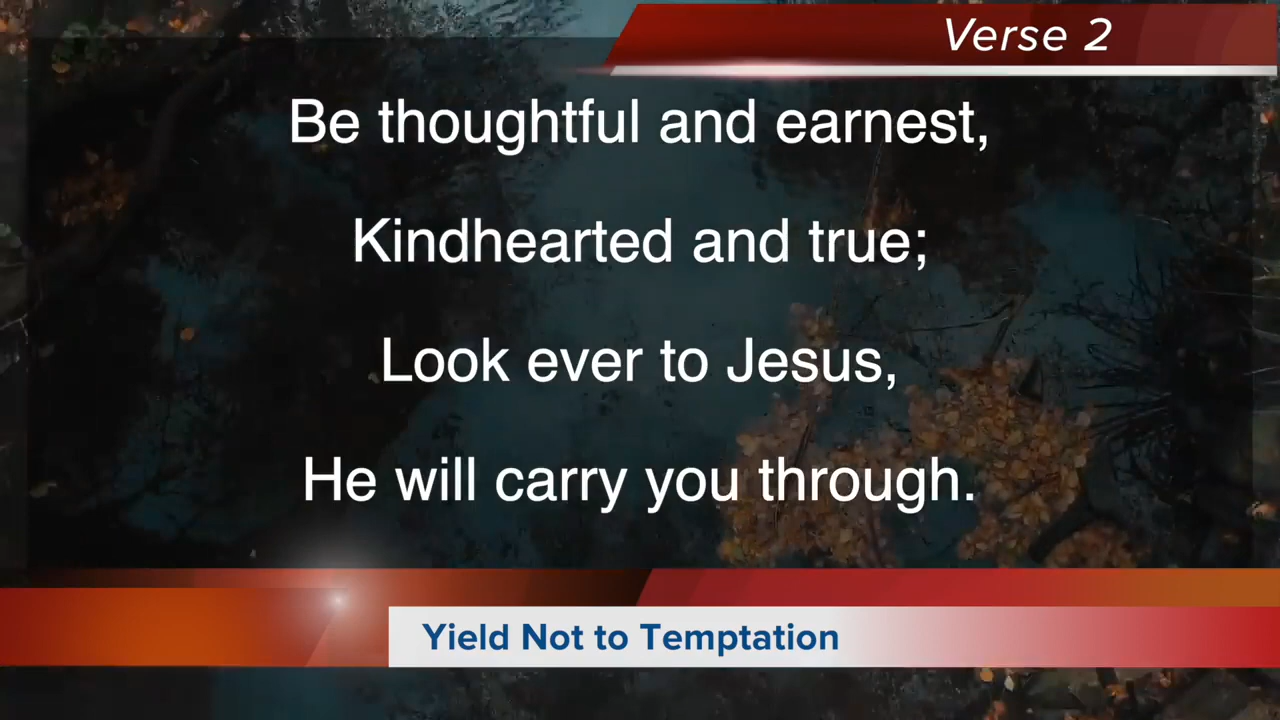 Verse 2
Be thoughtful and earnest,
Kindhearted and true;
Look ever to Jesus,
He will carry you through.
Yield Not to Temptation